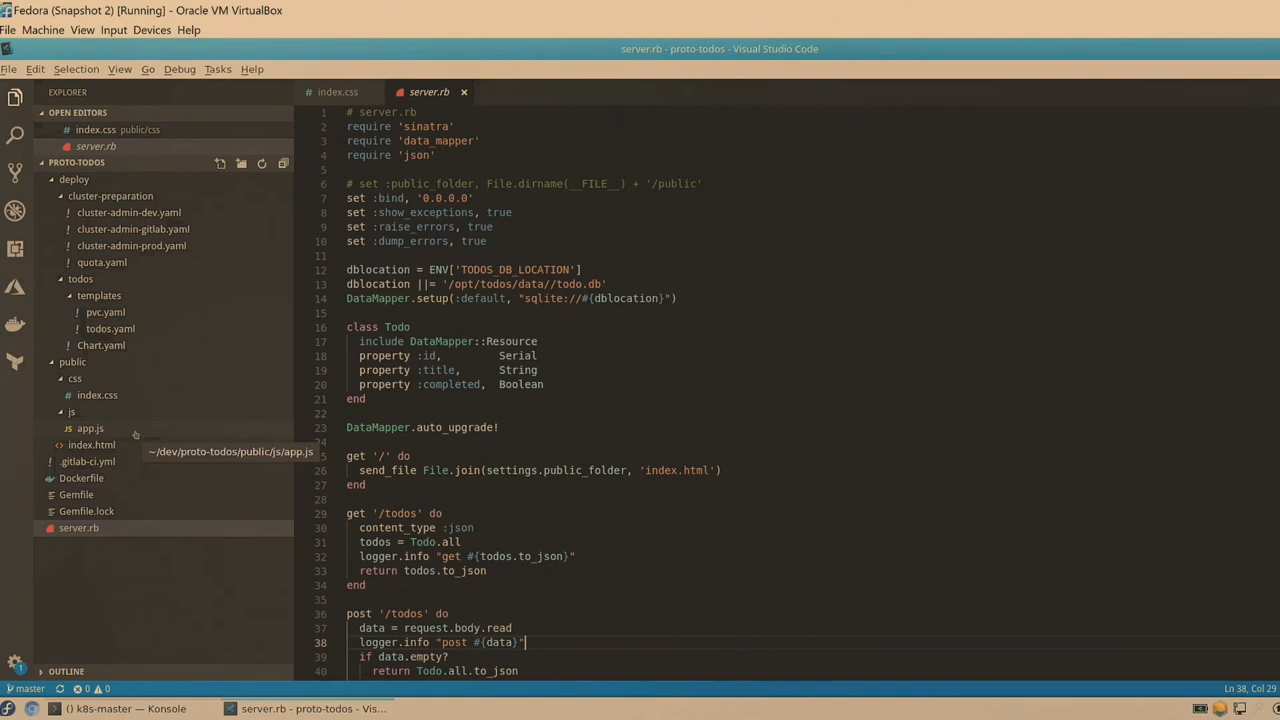 Fedora (Snapshot 2) [Running] - Oracle VM VirtualBox
File Machine View Input Devices Help
server.rb - proto-todos - Visual Studio Code
File Edit Selection View Go Debug Tasks Help
EXPLORER
OPEN EDITORS
# index.css public/css
server.rb
PROTO-TODOS
deploy
cluster-preparation
! cluster-admin-dev.yaml
! cluster-admin-gitlab.yaml
! cluster-admin-prod.yaml
! quota.yaml
todos
templates
! pvc.yaml
! todos.yaml
! Chart.yaml
public
css
# index.css
js
JS app.js
<> index.html
~/dev/proto-todos/public/js/app.js
! .gitlab-ci.yml
Dockerfile
Gemfile
Gemfile.lock
server.rb
OUTLINE
# index.css server.rb ×
1 # server.rb
2 require 'sinatra'
3 require 'data_mapper'
4 require 'json'
5
6 # set :public_folder, File.dirname(__FILE__) + '/public'
7 set :bind, '0.0.0.0'
8 set :show_exceptions, true
9 set :raise_errors, true
10 set :dump_errors, true
11
12 dblocation = ENV['TODOS_DB_LOCATION']
13 dblocation ||= '/opt/todos/data//todo.db'
14 DataMapper.setup(:default, "sqlite://#{dblocation}")
15
16 class Todo
17 include DataMapper::Resource
18 property :id, Serial
19 property :title, String
20 property :completed, Boolean
21 end
22
23 DataMapper.auto_upgrade!
24
25 get '/' do
26 send_file File.join(settings.public_folder, 'index.html')
27 end
28
29 get '/todos' do
30 content_type :json
31 todos = Todo.all
32 logger.info "get #{todos.to_json}"
33 return todos.to_json
34 end
35
36 post '/todos' do
37 data = request.body.read
38 logger.info "post #{data}"
39 if data.empty?
40 return Todo.all.to_json
1
master 0 0 Ln 38, Col 29
() k8s-master — Konsole server.rb - proto-todos - Vis...